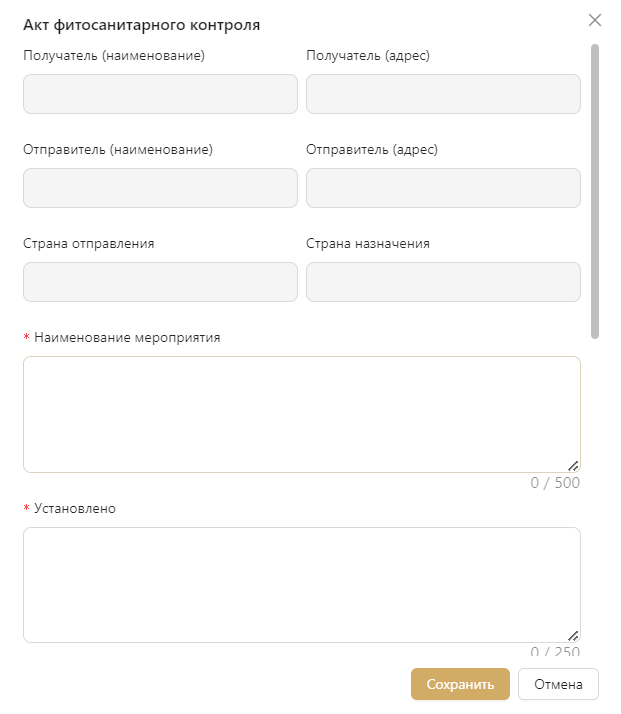 Акт фитосанитарного контроля
Получатель (наименование) Получатель (адрес)
Отправитель (наименование) Отправитель (адрес)
Страна отправления Страна назначения
* Наименование мероприятия
0 / 500
* Установлено
0 / 250
Сохранить Отмена